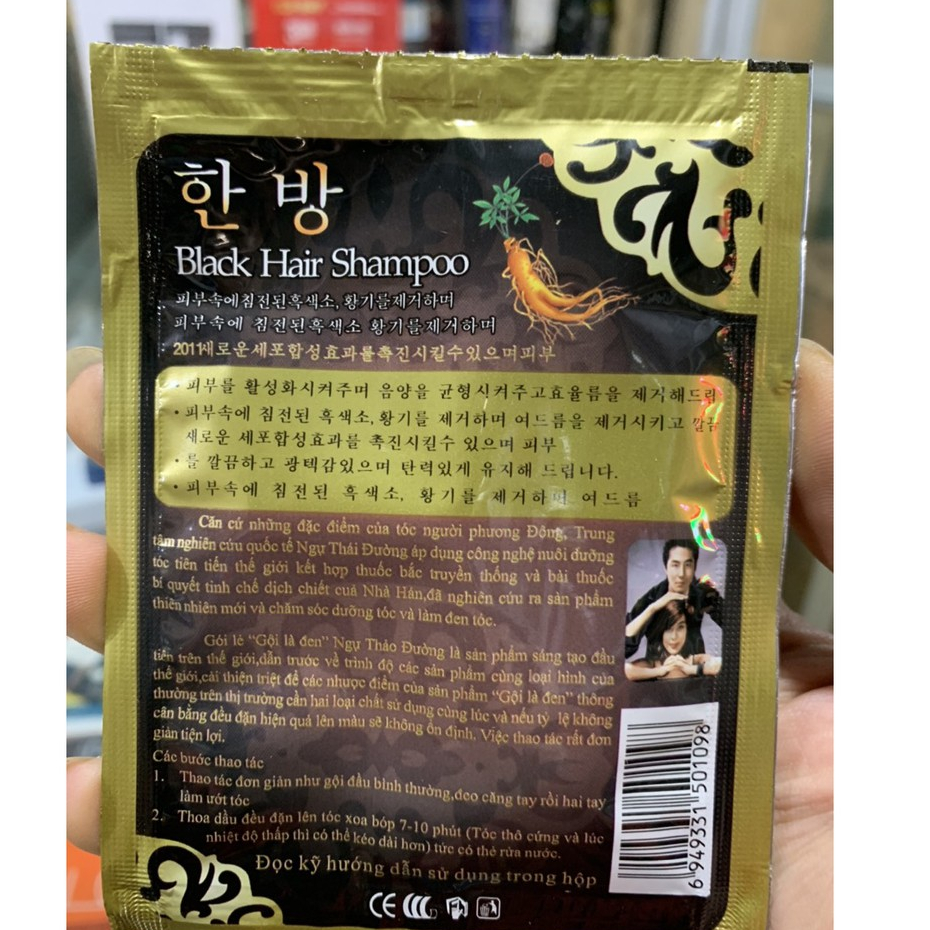 한 방
Black Hair Shampoo
피부속에침전된흑색소, 황기를제거하며
피부속에 침전된흑색소 황기를제거하며
2011새로운세포합성효과를촉진시킬수있으며피부
· 피부를 활성화시켜주며 음양을 균형시켜주고효율름을 제거해드리
· 피부속에 침전된 흑색소, 황기를 제거하며 여드름을 제거시키고 깔끔
새로운 세포합성효과를 촉진시킬수 있으며 피부
· 를 깔끔하고 광텍감있으며 탄력있게 유지해 드립니다.
· 피부속에 침전된 흑색소, 황기를 제거하며 여드름
Căn cứ những đặc điểm của tóc người phương Đông, Trung
tâm nghiên cứu quốc tế Ngự Thái Đường áp dụng công nghệ nuôi dưỡng
tóc tiên tiến thế giới kết hợp thuốc bắc truyền thống và bài thuốc
bí quyết tinh chế dịch chiết cuả Nhà Hán,đã nghiên cứu ra sản phẩm
thiên nhiên mới và chăm sóc dưỡng tóc và làm đen tóc.
Gói lẻ “Gội là đen” Ngự Thảo Đường là sản phẩm sáng tạo đầu
tiên trên thế giới,dẫn trước về trình độ các sản phẩm cùng loại hình của
thế giới,cải thiện triệt để các nhược điểm của sản phẩm “Gội là đen” thông
thường trên thị trường cần hai loại chất sử dụng cùng lúc và nếu tỷ lệ không
cân bằng đều đặn hiệu quả lên màu sẽ không ổn định. Việc thao tác rất đơn
giản tiện lợi.
Các bước thao tác
1. Thao tác đơn giản như gội đầu bình thường,đeo căng tay rồi hai tay
làm ướt tóc
2. Thoa dầu đều đặn lên tóc xoa bóp 7-10 phút (Tóc thô cứng và lúc
nhiệt độ thấp thì có thể kéo dài hơn) tức có thẻ rửa nước.
Đọc kỹ hướng dẫn sử dụng trong hộp
6 949331 501098